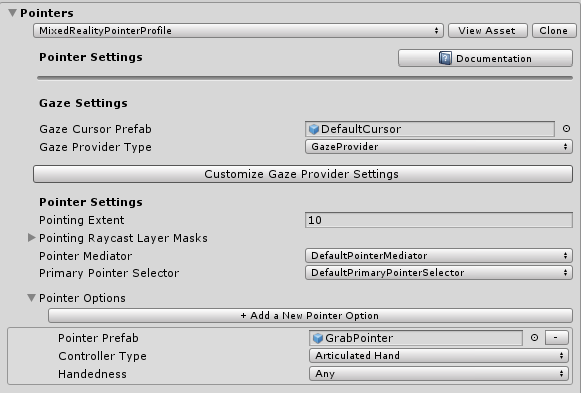 Pointers
MixedRealityPointerProfile View Asset Clone
Pointer Settings Documentation
Gaze Settings
Gaze Cursor Prefab DefaultCursor
Gaze Provider Type GazeProvider
Customize Gaze Provider Settings
Pointer Settings
Pointing Extent 10
Pointing Raycast Layer Masks
Pointer Mediator DefaultPointerMediator
Primary Pointer Selector DefaultPrimaryPointerSelector
Pointer Options
+ Add a New Pointer Option
Pointer Prefab GrabPointer -
Controller Type Articulated Hand
Handedness Any